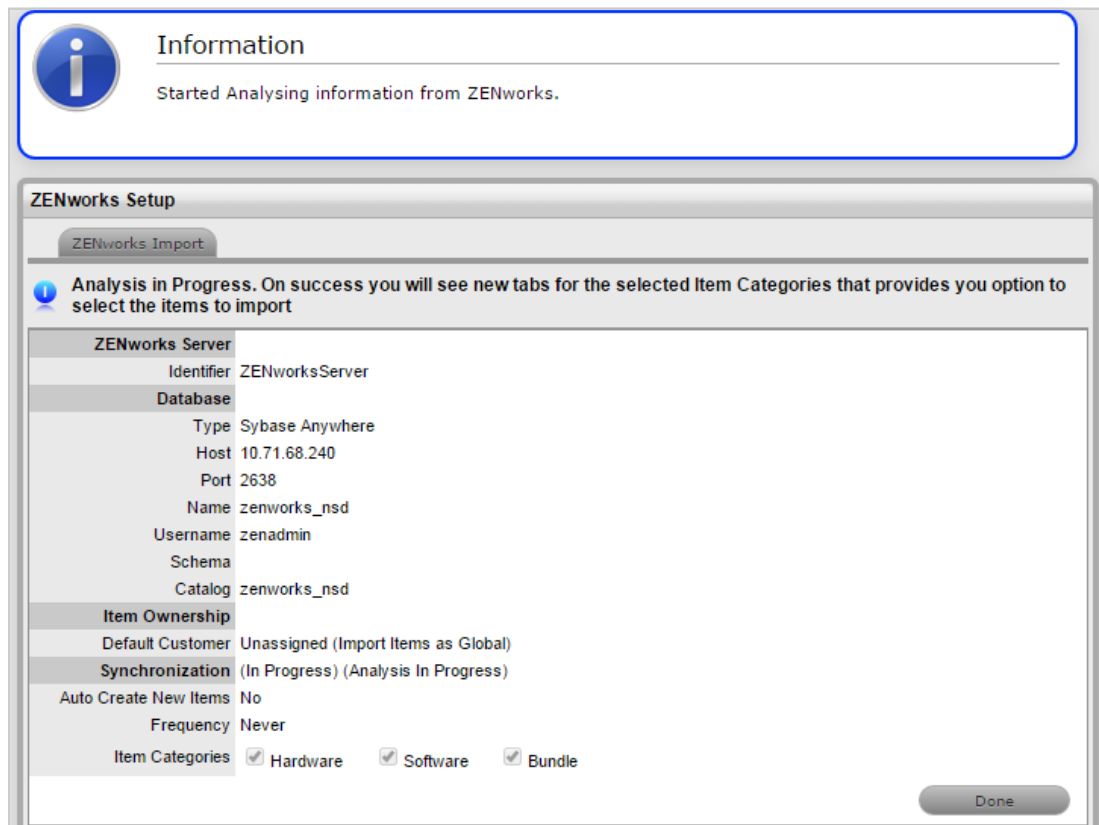 Information
Started Analysing information from ZENworks.
ZENworks Setup
ZENworks Import
Analysis in Progress. On success you will see new tabs for the selected Item Categories that provides you option to
select the items to import
ZENworks Server
Identifier ZENworksServer
Database
Type Sybase Anywhere
Host 10.71.68.240
Port 2638
Name zenworks_nsd
Username zenadmin
Schema
Catalog zenworks_nsd
Item Ownership
Default Customer Unassigned (Import Items as Global)
Synchronization (In Progress) (Analysis In Progress)
Auto Create New Items No
Frequency Never
Item Categories Hardware Software Bundle
Done